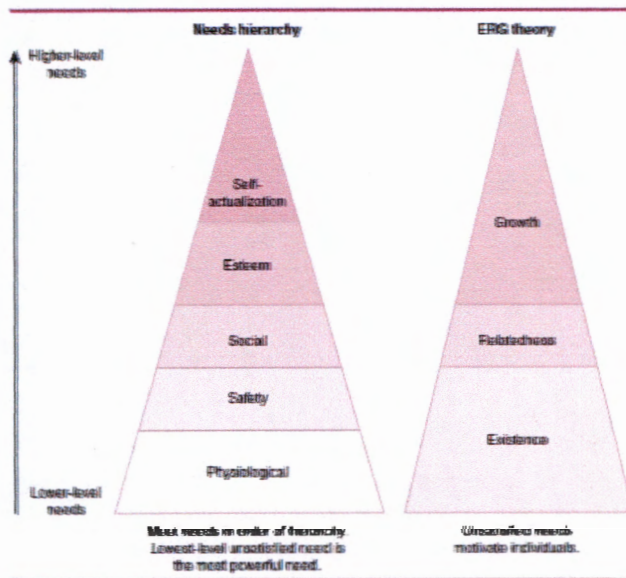 Needs hierarchy
ERG theory
Higher-level
needs
Self-
actualization
Growth
Esteem
Social
Relatedness
Safety
Existence
Physiological
Lower-level
needs
Meet needs in order of hierarchy.
Lowest-level unsatisfied need is
the most powerful need.
Unsatisfied needs
motivate individuals.